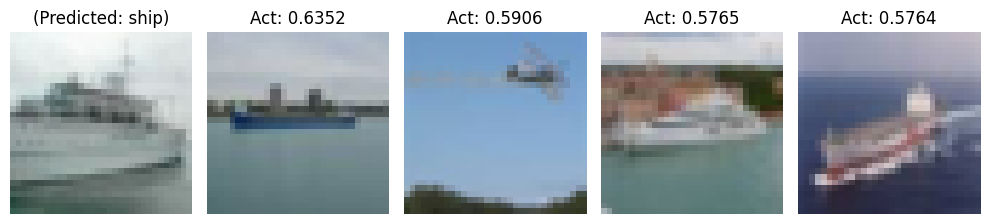 (Predicted: ship)
Act: 0.6352
Act: 0.5906
Act: 0.5765
Act: 0.5764